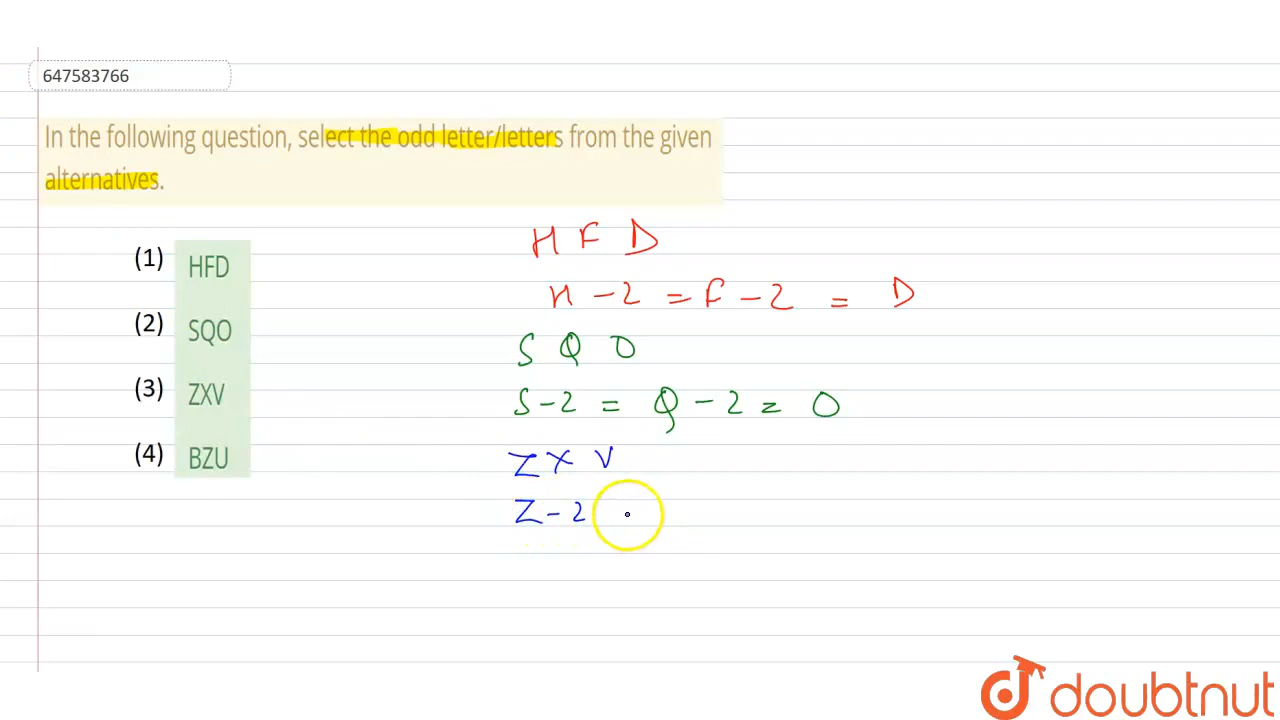 647583766
In the following question, select the odd letter/letters from the given
alternatives.
(1) HFD
(2) SQO
(3) ZXV
(4) BZU
H F D
H - 2 = F - 2 = D
S Q O
S - 2 = Q - 2 = O
Z X V
Z - 2
doubtnut